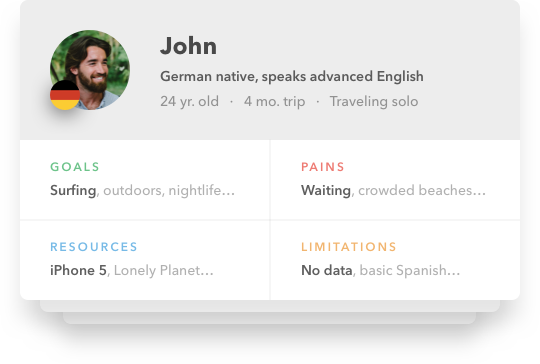 John
German native, speaks advanced English
24 yr. old · 4 mo. trip · Traveling solo
GOALS
Surfing, outdoors, nightlife…
PAINS
Waiting, crowded beaches…
RESOURCES
iPhone 5, Lonely Planet…
LIMITATIONS
No data, basic Spanish…